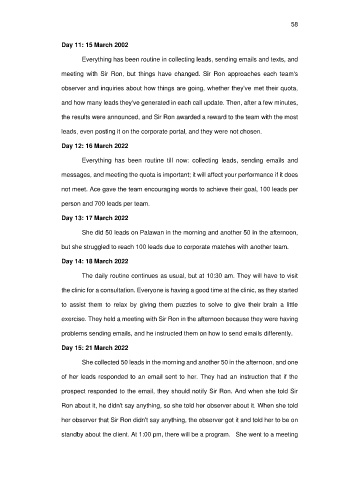 58
Day 11: 15 March 2002
Everything has been routine in collecting leads, sending emails and texts, and
meeting with Sir Ron, but things have changed. Sir Ron approaches each team's
observer and inquiries about how things are going, whether they've met their quota,
and how many leads they've generated in each call update. Then, after a few minutes,
the results were announced, and Sir Ron awarded a reward to the team with the most
leads, even posting it on the corporate portal, and they were not chosen.
Day 12: 16 March 2022
Everything has been routine till now: collecting leads, sending emails and
messages, and meeting the quota is important; it will affect your performance if it does
not meet. Ace gave the team encouraging words to achieve their goal, 100 leads per
person and 700 leads per team.
Day 13: 17 March 2022
She did 50 leads on Palawan in the morning and another 50 in the afternoon,
but she struggled to reach 100 leads due to corporate matches with another team.
Day 14: 18 March 2022
The daily routine continues as usual, but at 10:30 am. They will have to visit
the clinic for a consultation. Everyone is having a good time at the clinic, as they started
to assist them to relax by giving them puzzles to solve to give their brain a little
exercise. They held a meeting with Sir Ron in the afternoon because they were having
problems sending emails, and he instructed them on how to send emails differently.
Day 15: 21 March 2022
She collected 50 leads in the morning and another 50 in the afternoon, and one
of her leads responded to an email sent to her. They had an instruction that if the
prospect responded to the email, they should notify Sir Ron. And when she told Sir
Ron about it, he didn't say anything, so she told her observer about it. When she told
her observer that Sir Ron didn't say anything, the observer got it and told her to be on
standby about the client. At 1:00 pm, there will be a program. She went to a meeting